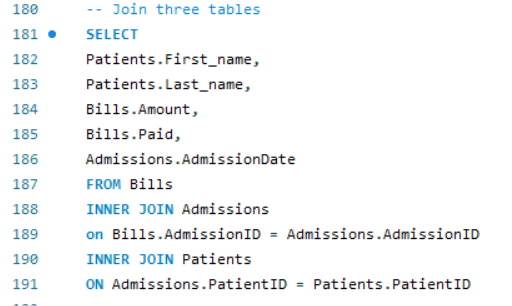 180 -- Join three tables
181 SELECT
182 Patients.First_name,
183 Patients.Last_name,
184 Bills.Amount,
185 Bills.Paid,
186 Admissions.AdmissionDate
187 FROM Bills
188 INNER JOIN Admissions
189 on Bills.AdmissionID = Admissions.AdmissionID
190 INNER JOIN Patients
191 ON Admissions.PatientID = Patients.PatientID